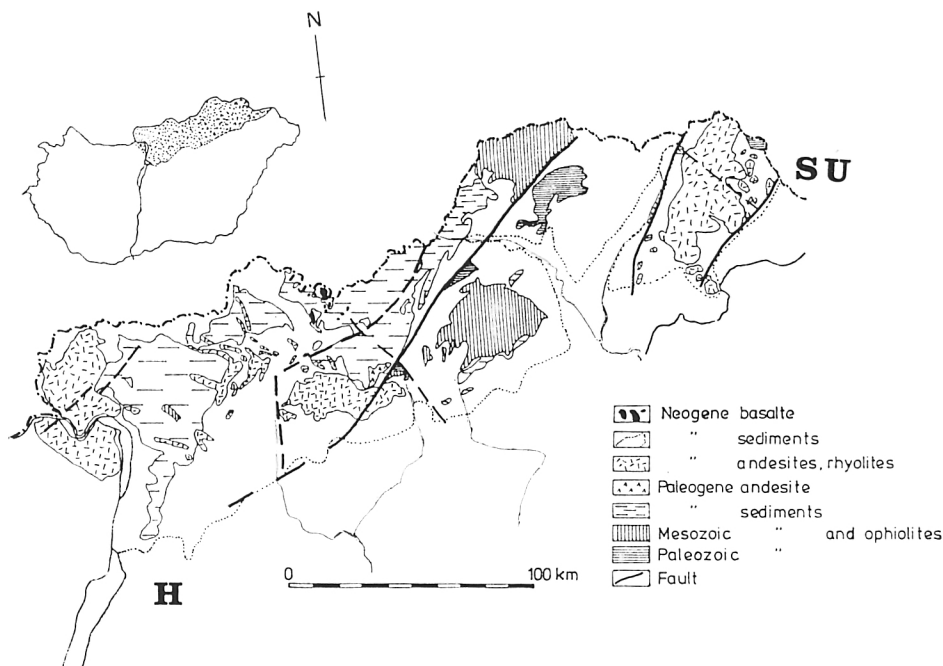 N
SU
Neogene basalte
" sediments
" andesites, rhyolites
Paleogene andesite
" sediments
Mesozoic " and ophiolites
Paleozoic "
Fault
0 100 km
H